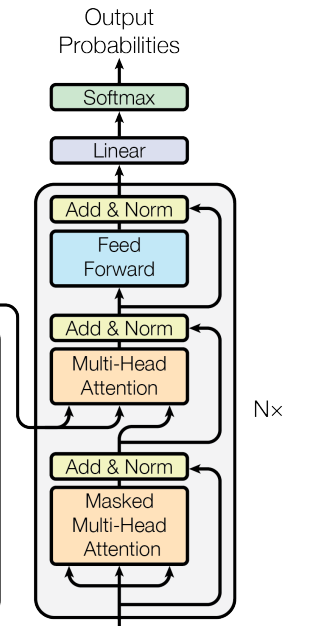 Output
Probabilities
Softmax
Linear
Add & Norm
Feed
Forward
Add & Norm
Multi-Head
Attention
N×
Add & Norm
Masked
Multi-Head
Attention